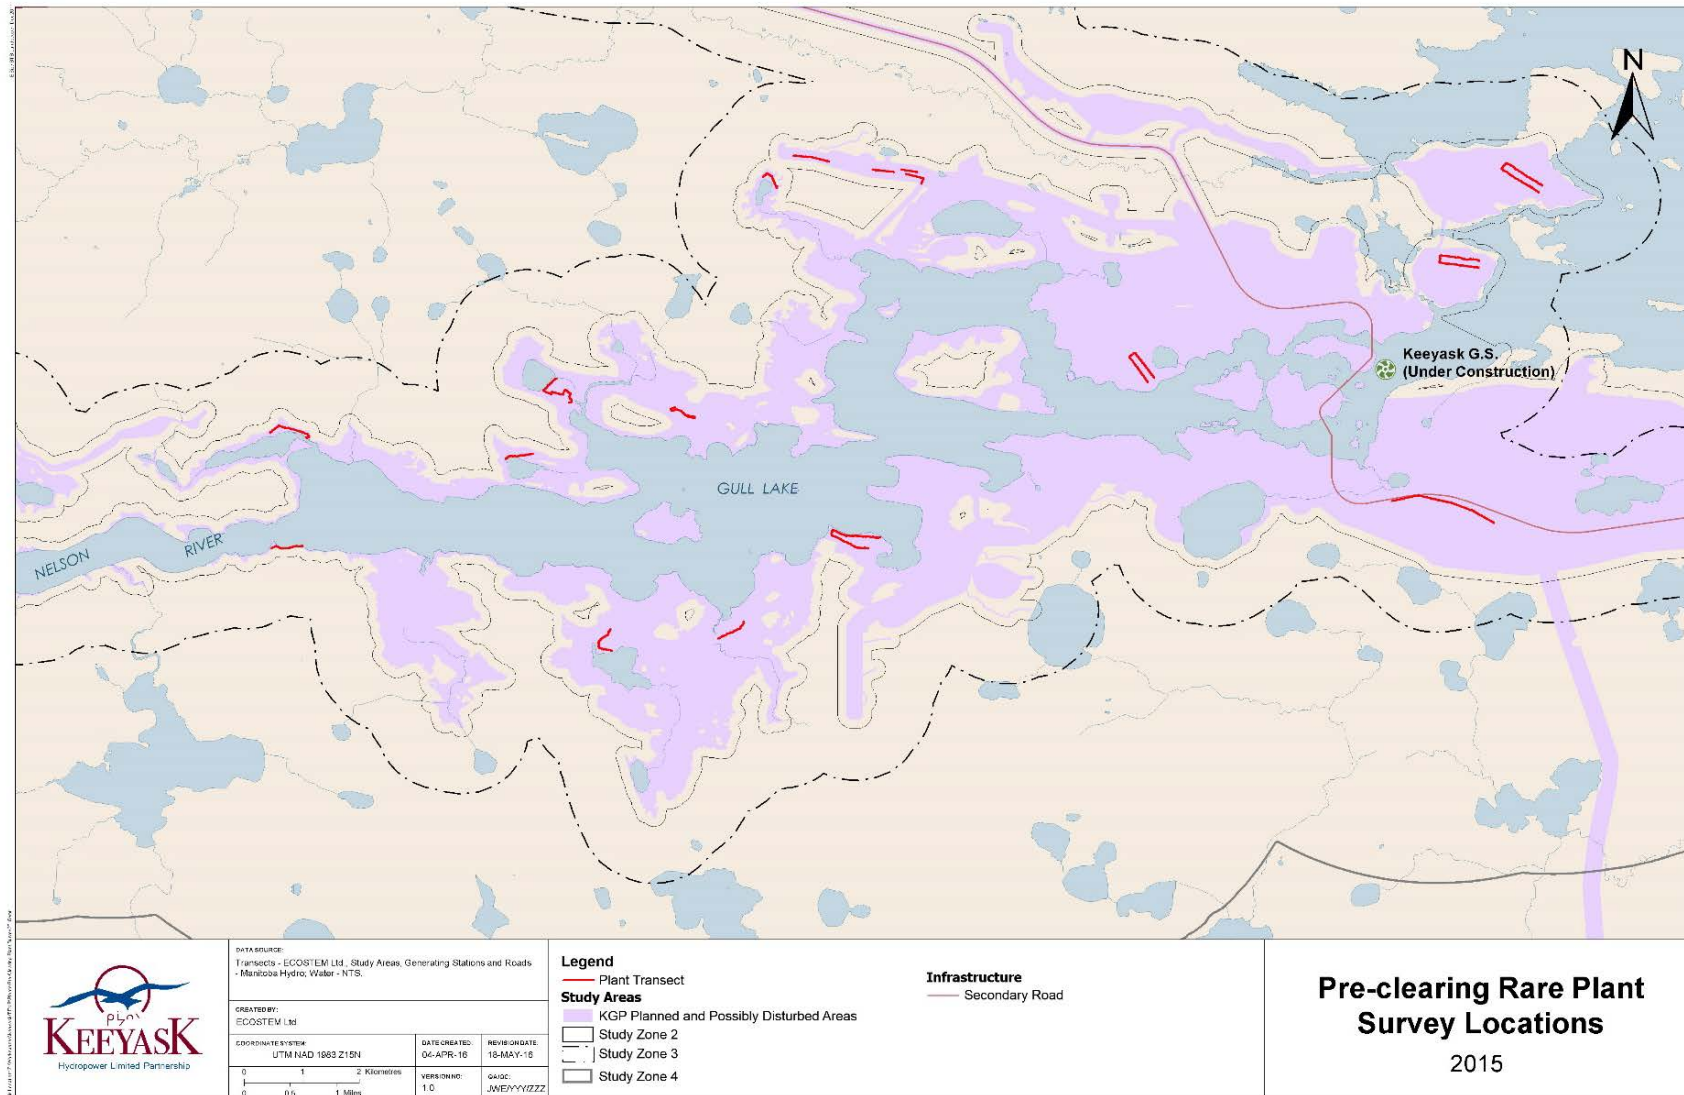 N
Keeyask G.S.
(Under Construction)
GULL LAKE
NELSON RIVER
KEEYASK
Hydropower Limited Partnership
DATA SOURCE:
Transects - ECOSTEM Ltd., Study Areas, Generating Stations and Roads
- Manitoba Hydro; Water - NTS.
CREATED BY:
ECOSTEM Ltd
COORDINATE SYSTEM:
UTM NAD 1983 Z15N
DATE CREATED:
04-APR-16
REVISION DATE:
18-MAY-16
0 1 2 Kilometres
0 0.5 1 Miles
VERSION NO:
1.0
QA/QC:
JWE/YYY/ZZZ
Legend
Plant Transect
Study Areas
KGP Planned and Possibly Disturbed Areas
Study Zone 2
Study Zone 3
Study Zone 4
Infrastructure
Secondary Road
Pre-clearing Rare Plant
Survey Locations
2015